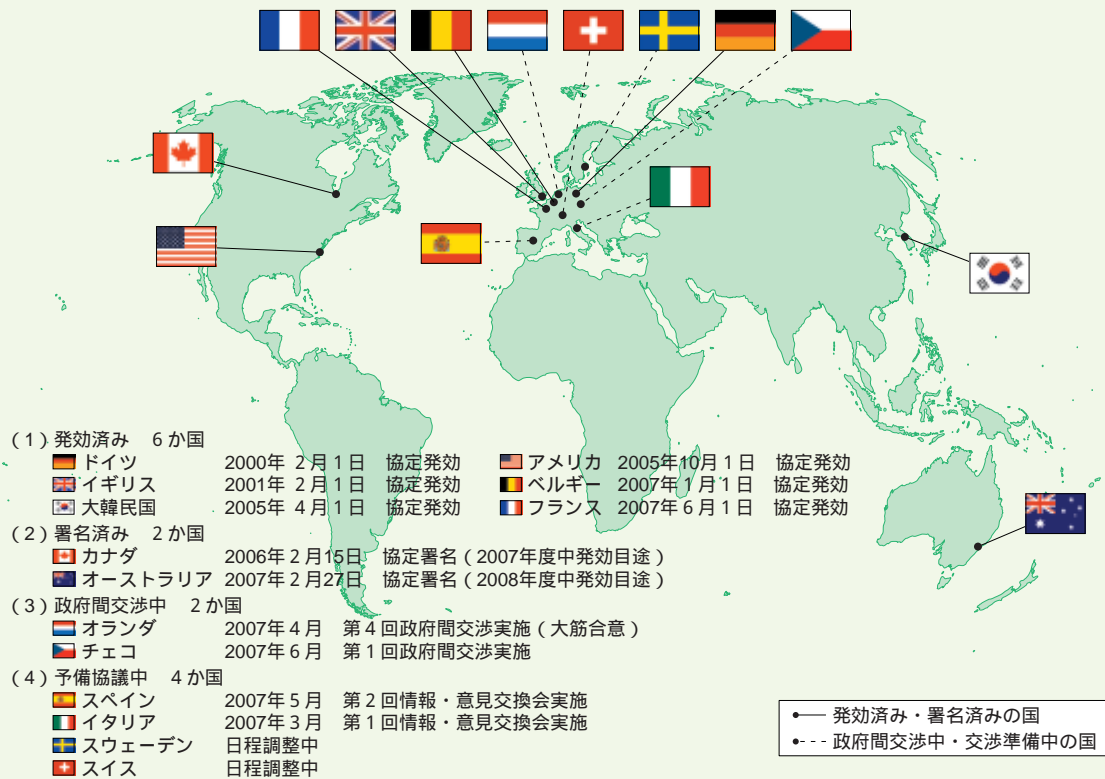 (1)発効済み　6か国
ドイツ　2000年 2月1日　協定発効　アメリカ　2005年10月1日　協定発効
イギリス　2001年 2月1日　協定発効　ベルギー　2007年1月1日　協定発効
大韓民国　2005年 4月1日　協定発効　フランス　2007年6月1日　協定発効
(2)署名済み　2か国
カナダ　2006年2月15日　協定署名(2007年度中発効目途)
オーストラリア　2007年2月27日　協定署名(2008年度中発効目途)
(3)政府間交渉中　2か国
オランダ　2007年4月　第4回政府間交渉実施(大筋合意)
チェコ　2007年6月　第1回政府間交渉実施
(4)予備協議中　4か国
スペイン　2007年5月　第2回情報・意見交換会実施
イタリア　2007年3月　第1回情報・意見交換会実施
スウェーデン　日程調整中
スイス　日程調整中
発効済み・署名済みの国
政府間交渉中・交渉準備中の国